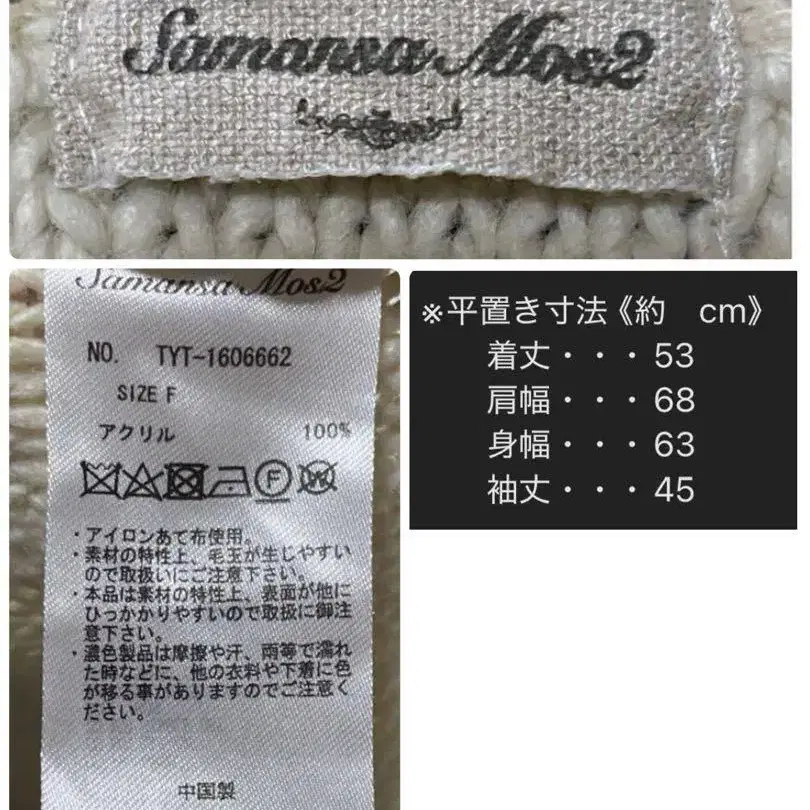 Samansa Mos2
Samansa Mos2
NO. TYT-1606662
SIZE F
アクリル 100%
F W
・アイロンあて布使用。
・素材の特性上、毛玉が生じやすい
ので取扱いにご注意下さい。
・本品は素材の特性上、表面が他に
ひっかかりやすいので取扱に御注
意下さい。
・濃色製品は摩擦や汗、雨等で濡れ
た時などに、他の衣料や下着に色
が移る事がありますのでご注意く
ださい。
中国製
※平置き寸法《約 cm》
着丈・・・53
肩幅・・・68
身幅・・・63
袖丈・・・45